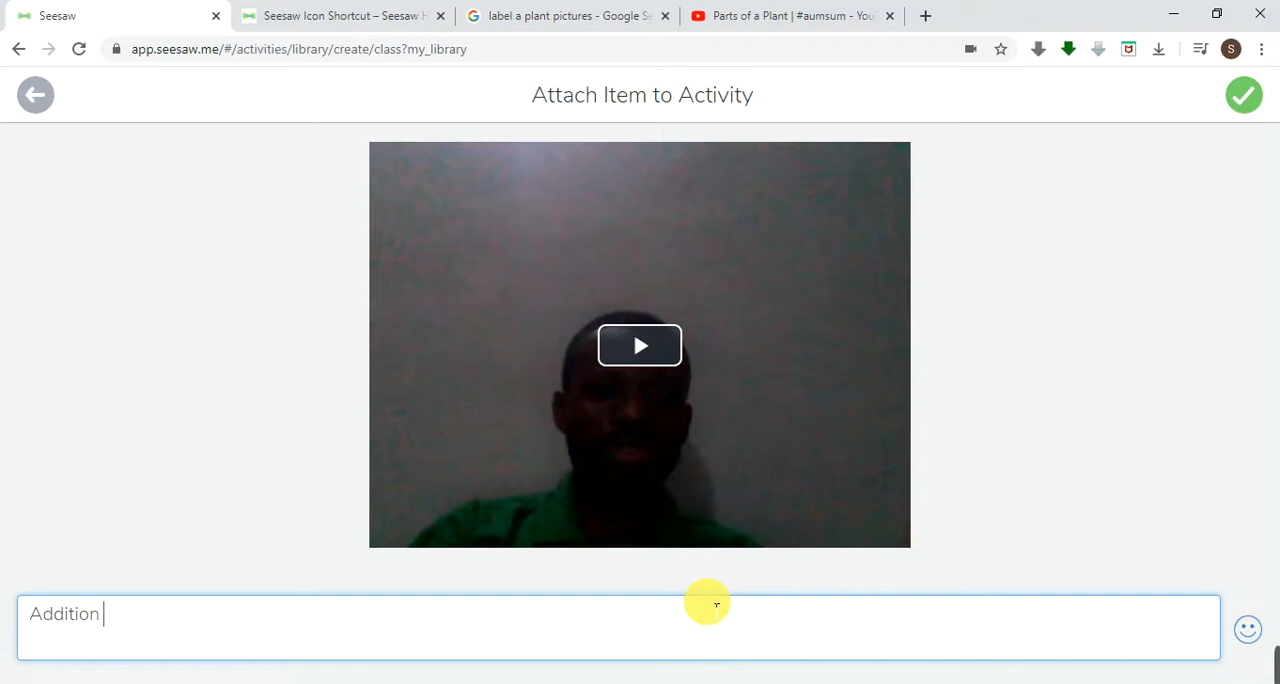 Seesaw
Seesaw Icon Shortcut – Seesaw H
label a plant pictures - Google Se
Parts of a Plant | #aumsum - You
app.seesaw.me/#/activities/library/create/class?my_library
S
Attach Item to Activity
Addition